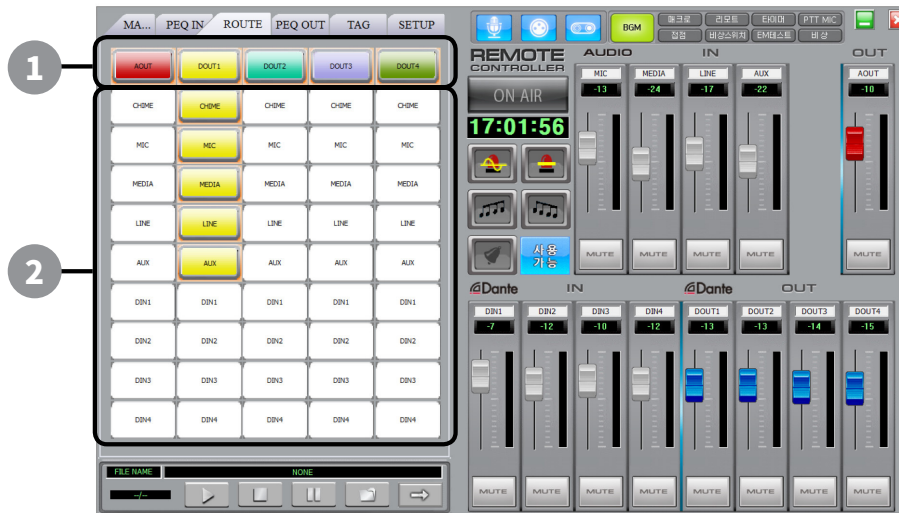 MA... PEQ IN ROUTE PEQ OUT TAG SETUP
1
AOUT DOUT1 DOUT2 DOUT3 DOUT4
2
CHIME CHIME CHIME CHIME CHIME
MIC MIC MIC MIC MIC
MEDIA MEDIA MEDIA MEDIA MEDIA
LINE LINE LINE LINE LINE
AUX AUX AUX AUX AUX
DIN1 DIN1 DIN1 DIN1 DIN1
DIN2 DIN2 DIN2 DIN2 DIN2
DIN3 DIN3 DIN3 DIN3 DIN3
DIN4 DIN4 DIN4 DIN4 DIN4
FILE NAME NONE
--/--
BGM 매크로 리모트 타이머 PTT MIC
접점 비상스위치 EM테스트 비상
REMOTE
CONTROLLER
ON AIR
17:01:56
사용
가능
AUDIO IN OUT
MIC MEDIA LINE AUX AOUT
-13 -24 -17 -22 -10
MUTE MUTE MUTE MUTE MUTE
Dante IN Dante OUT
DIN1 DIN2 DIN3 DIN4 DOUT1 DOUT2 DOUT3 DOUT4
-7 -12 -10 -12 -13 -13 -14 -15
MUTE MUTE MUTE MUTE MUTE MUTE MUTE MUTE